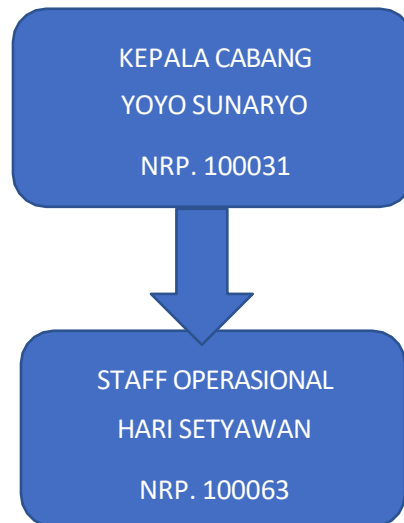 KEPALA CABANG
YOYO SUNARYO
NRP. 100031
STAFF OPERASIONAL
HARI SETYAWAN
NRP. 100063